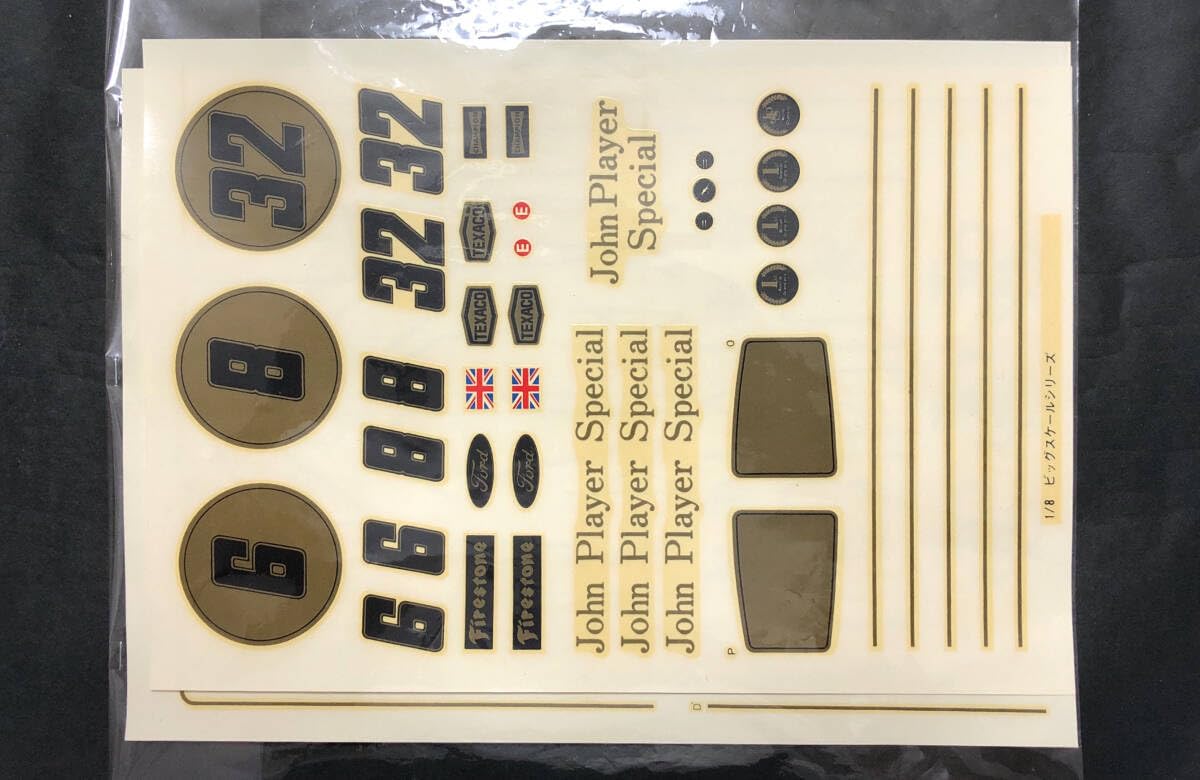 32
8
6
32
32
8
8
6
6
CHAMPION
CHAMPION
TEXACO
TEXACO
TEXACO
E
E
Ford
Ford
Firestone
Firestone
John Player
Special
John Player Special
John Player Special
John Player Special
O
P
D
1/8 ビッグスケールシリーズ